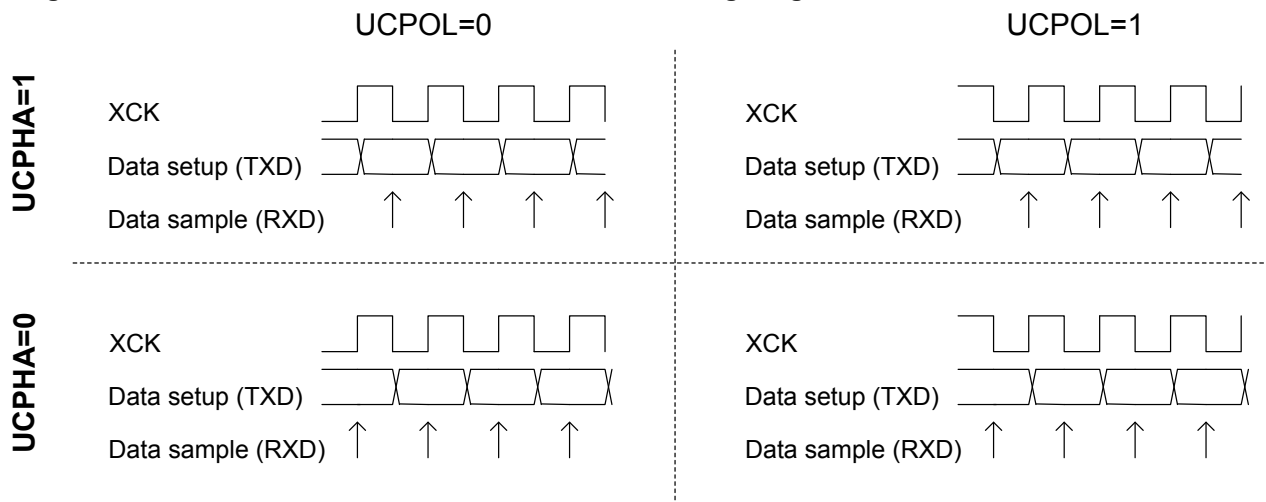 UCPOL=0
UCPOL=1
UCPHA=1
XCK
Data setup (TXD)
Data sample (RXD)
XCK
Data setup (TXD)
Data sample (RXD)
UCPHA=0
XCK
Data setup (TXD)
Data sample (RXD)
XCK
Data setup (TXD)
Data sample (RXD)